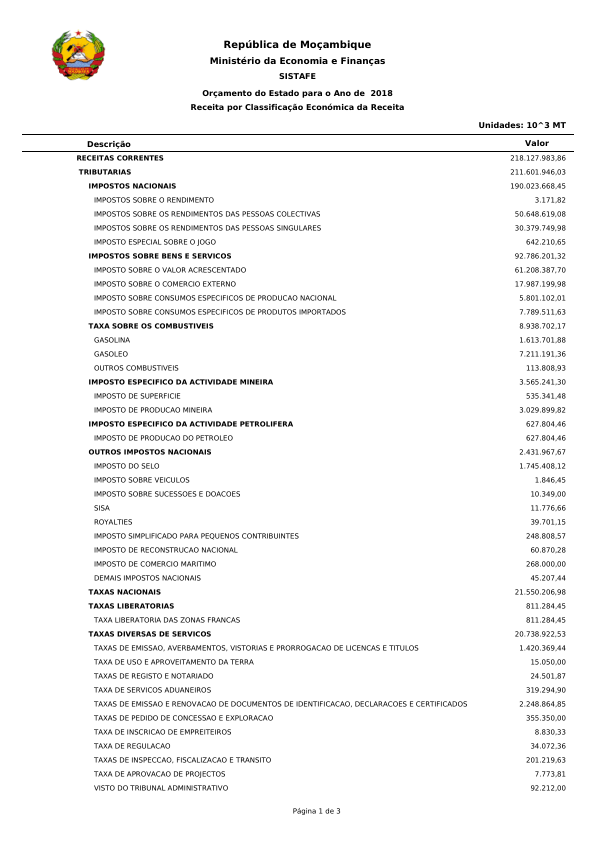 República de Moçambique
Ministério da Economia e Finanças
SISTAFE
Orçamento do Estado para o Ano de 2018
Receita por Classificação Económica da Receita
Unidades: 10^3 MT
Descrição Valor
RECEITAS CORRENTES 218.127.983,86
TRIBUTARIAS 211.601.946,03
IMPOSTOS NACIONAIS 190.023.668,45
IMPOSTOS SOBRE O RENDIMENTO 3.171,82
IMPOSTOS SOBRE OS RENDIMENTOS DAS PESSOAS COLECTIVAS 50.648.619,08
IMPOSTOS SOBRE OS RENDIMENTOS DAS PESSOAS SINGULARES 30.379.749,98
IMPOSTO ESPECIAL SOBRE O JOGO 642.210,65
IMPOSTOS SOBRE BENS E SERVICOS 92.786.201,32
IMPOSTO SOBRE O VALOR ACRESCENTADO 61.208.387,70
IMPOSTO SOBRE O COMERCIO EXTERNO 17.987.199,98
IMPOSTO SOBRE CONSUMOS ESPECIFICOS DE PRODUCAO NACIONAL 5.801.102,01
IMPOSTO SOBRE CONSUMOS ESPECIFICOS DE PRODUTOS IMPORTADOS 7.789.511,63
TAXA SOBRE OS COMBUSTIVEIS 8.938.702,17
GASOLINA 1.613.701,88
GASOLEO 7.211.191,36
OUTROS COMBUSTIVEIS 113.808,93
IMPOSTO ESPECIFICO DA ACTIVIDADE MINEIRA 3.565.241,30
IMPOSTO DE SUPERFICIE 535.341,48
IMPOSTO DE PRODUCAO MINEIRA 3.029.899,82
IMPOSTO ESPECIFICO DA ACTIVIDADE PETROLIFERA 627.804,46
IMPOSTO DE PRODUCAO DO PETROLEO 627.804,46
OUTROS IMPOSTOS NACIONAIS 2.431.967,67
IMPOSTO DO SELO 1.745.408,12
IMPOSTO SOBRE VEICULOS 1.846,45
IMPOSTO SOBRE SUCESSOES E DOACOES 10.349,00
SISA 11.776,66
ROYALTIES 39.701,15
IMPOSTO SIMPLIFICADO PARA PEQUENOS CONTRIBUINTES 248.808,57
IMPOSTO DE RECONSTRUCAO NACIONAL 60.870,28
IMPOSTO DE COMERCIO MARITIMO 268.000,00
DEMAIS IMPOSTOS NACIONAIS 45.207,44
TAXAS NACIONAIS 21.550.206,98
TAXAS LIBERATORIAS 811.284,45
TAXA LIBERATORIA DAS ZONAS FRANCAS 811.284,45
TAXAS DIVERSAS DE SERVICOS 20.738.922,53
TAXAS DE EMISSAO, AVERBAMENTOS, VISTORIAS E PRORROGACAO DE LICENCAS E TITULOS 1.420.369,44
TAXA DE USO E APROVEITAMENTO DA TERRA 15.050,00
TAXAS DE REGISTO E NOTARIADO 24.501,87
TAXA DE SERVICOS ADUANEIROS 319.294,90
TAXAS DE EMISSAO E RENOVACAO DE DOCUMENTOS DE IDENTIFICACAO, DECLARACOES E CERTIFICADOS 2.248.864,85
TAXAS DE PEDIDO DE CONCESSAO E EXPLORACAO 355.350,00
TAXA DE INSCRICAO DE EMPREITEIROS 8.830,33
TAXA DE REGULACAO 34.072,36
TAXAS DE INSPECCAO, FISCALIZACAO E TRANSITO 201.219,63
TAXA DE APROVACAO DE PROJECTOS 7.773,81
VISTO DO TRIBUNAL ADMINISTRATIVO 92.212,00
Página 1 de 3